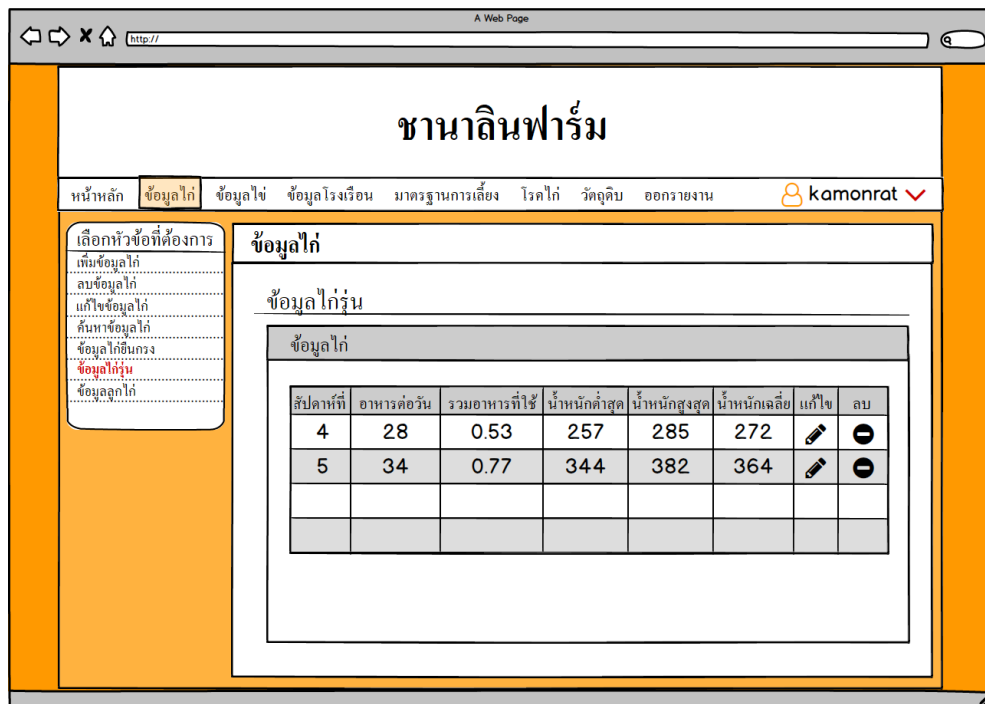 A Web Page
http://
ชานาลินฟาร์ม
หน้าหลัก ข้อมูลไก่ ข้อมูลไข่ ข้อมูลโรงเรือน มาตรฐานการเลี้ยง โรคไก่ วัตถุดิบ ออกรายงาน kamonrat
เลือกหัวข้อที่ต้องการ
เพิ่มข้อมูลไก่
ลบข้อมูลไก่
แก้ไขข้อมูลไก่
ค้นหาข้อมูลไก่
ข้อมูลไก่ยืนกรง
ข้อมูลไก่รุ่น
ข้อมูลลูกไก่
ข้อมูลไก่
ข้อมูลไก่รุ่น
ข้อมูลไก่
สัปดาห์ที่ อาหารต่อวัน รวมอาหารที่ใช้ น้ำหนักต่ำสุด น้ำหนักสูงสุด น้ำหนักเฉลี่ย แก้ไข ลบ
4 28 0.53 257 285 272
5 34 0.77 344 382 364